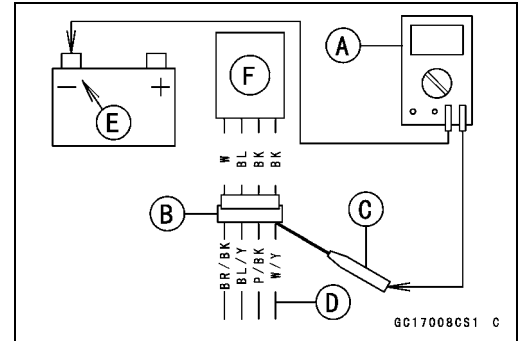 A
F
− +
E
W BL BK BK
B
C
BR/BK BL/Y P/BK W/Y
D
GC17008CS1 C